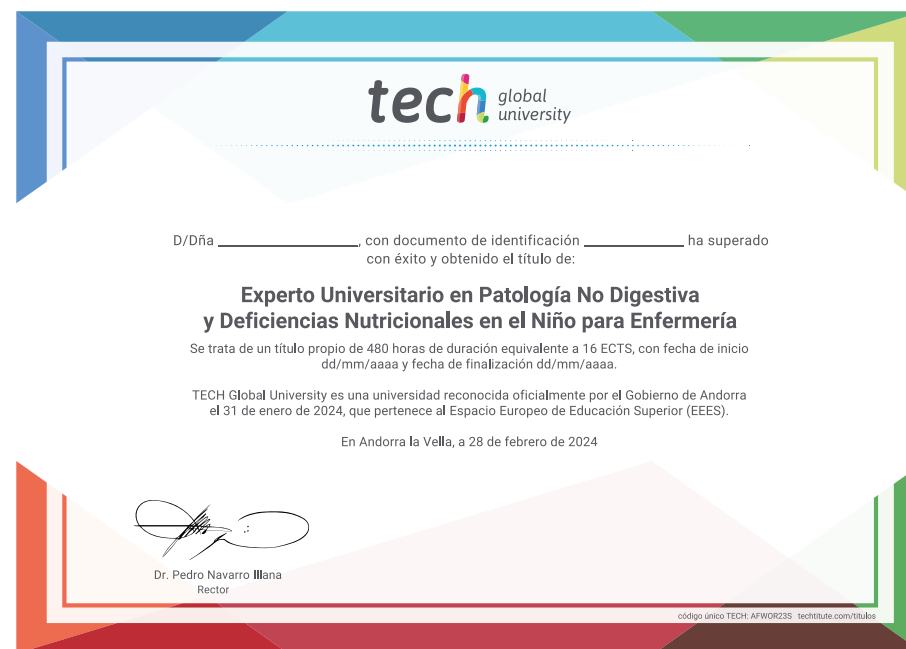 tech global university
D/Dña ____________________, con documento de identificación ______________ ha superado
con éxito y obtenido el título de:
Experto Universitario en Patología No Digestiva
y Deficiencias Nutricionales en el Niño para Enfermería
Se trata de un título propio de 480 horas de duración equivalente a 16 ECTS, con fecha de inicio
dd/mm/aaaa y fecha de finalización dd/mm/aaaa.
TECH Global University es una universidad reconocida oficialmente por el Gobierno de Andorra
el 31 de enero de 2024, que pertenece al Espacio Europeo de Educación Superior (EEES).
En Andorra la Vella, a 28 de febrero de 2024
Dr. Pedro Navarro Illana
Rector
código único TECH: AFWOR23S techtitute.com/titulos